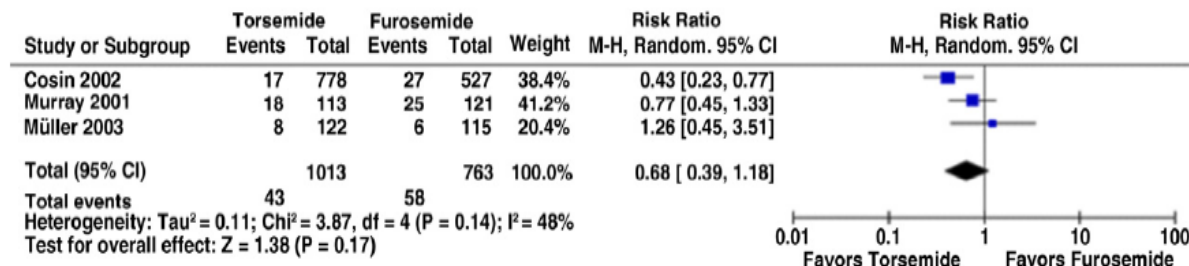 Torsemide Furosemide Risk Ratio Risk Ratio
Study or Subgroup Events Total Events Total Weight M-H, Random. 95% CI M-H, Random. 95% CI
Cosin 2002 17 778 27 527 38.4% 0.43 [0.23, 0.77]
Murray 2001 18 113 25 121 41.2% 0.77 [0.45, 1.33]
Müller 2003 8 122 6 115 20.4% 1.26 [0.45, 3.51]
Total (95% CI) 1013 763 100.0% 0.68 [ 0.39, 1.18]
Total events 43 58
Heterogeneity: Tau² = 0.11; Chi² = 3.87, df = 4 (P = 0.14); I² = 48%
Test for overall effect: Z = 1.38 (P = 0.17)
0.01 0.1 1 10 100
Favors Torsemide Favors Furosemide